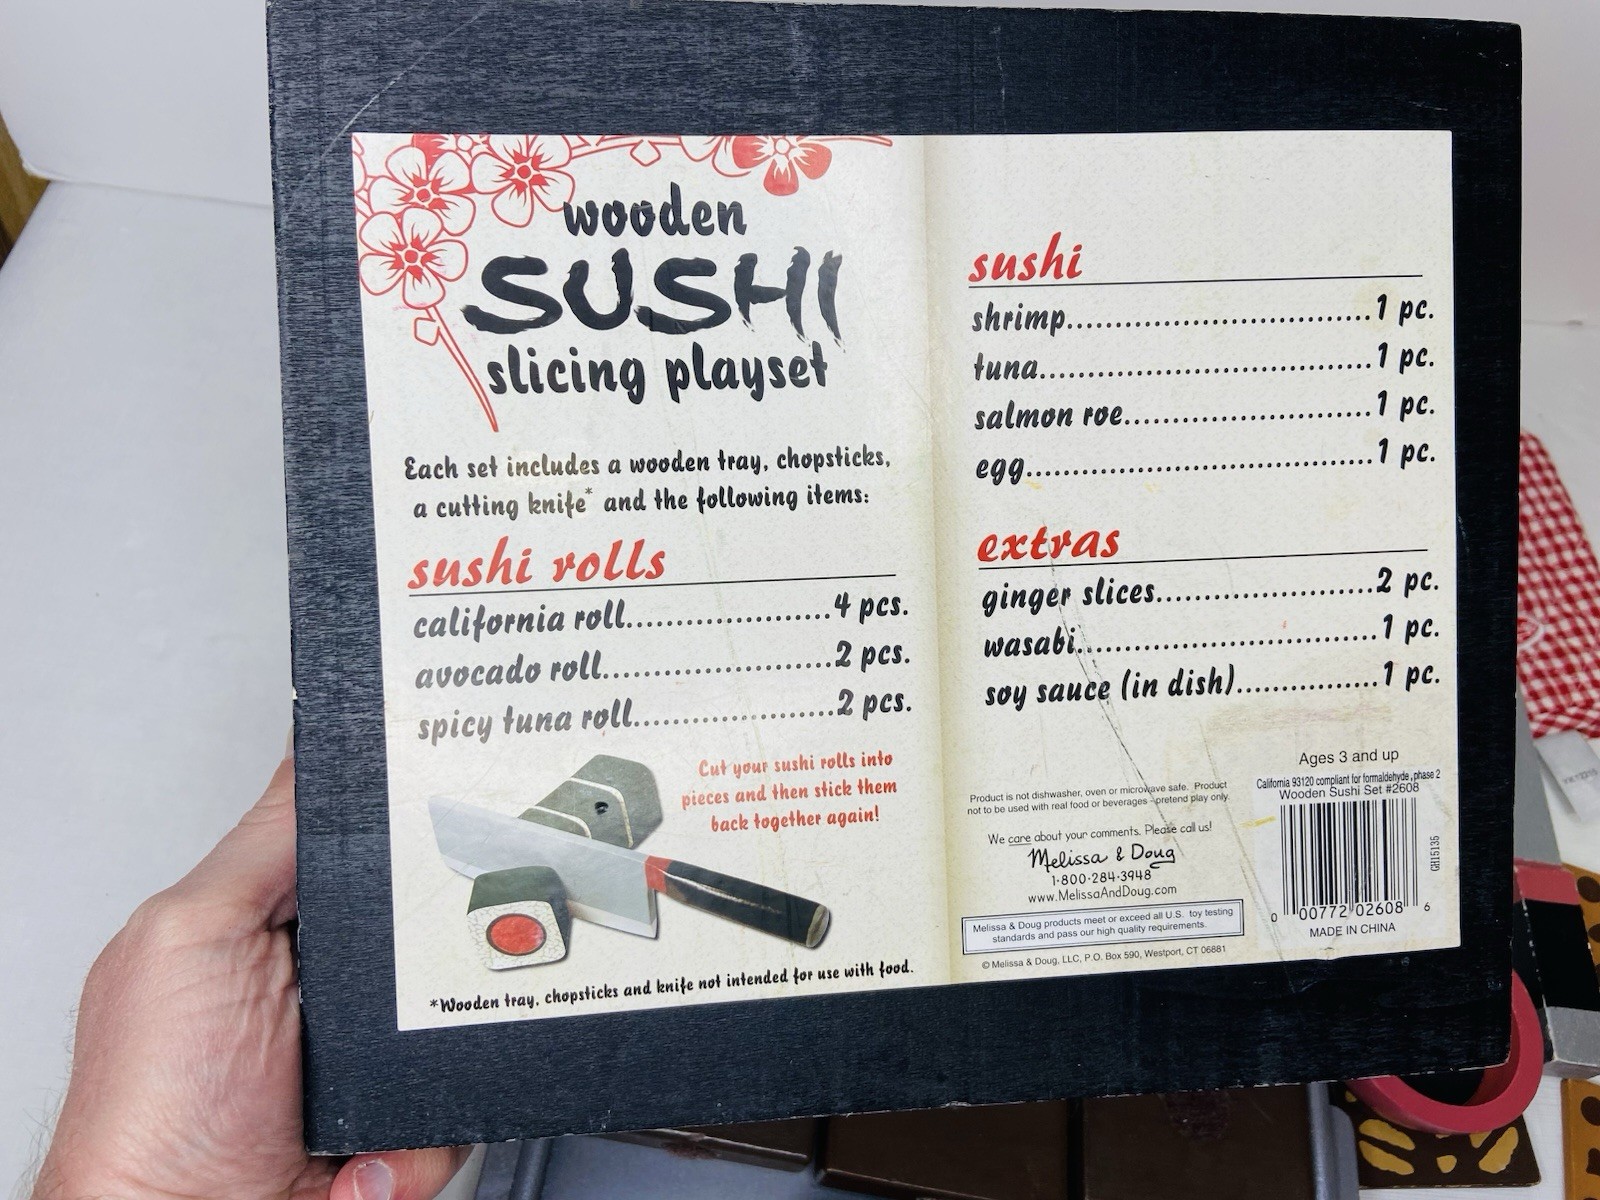 wooden
SUSHI
slicing playset
Each set includes a wooden tray, chopsticks,
a cutting knife* and the following items:
sushi rolls
california roll......................4 pcs.
avocado roll........................2 pcs.
spicy tuna roll.....................2 pcs.
Cut your sushi rolls into
pieces and then stick them
back together again!
*Wooden tray, chopsticks and knife not intended for use with food.
sushi
shrimp................................1 pc.
tuna...................................1 pc.
salmon roe..........................1 pc.
egg.....................................1 pc.
extras
ginger slices.......................2 pc.
wasabi................................1 pc.
soy sauce (in dish)...............1 pc.
Ages 3 and up
California 93120 compliant for formaldehyde, phase 2
Wooden Sushi Set #2608
Product is not dishwasher, oven or microwave safe. Product
not to be used with real food or beverages - pretend play only.
We care about your comments. Please call us!
Melissa & Doug
1-800-284-3948
www.MelissaAndDoug.com
Melissa & Doug products meet or exceed all U.S. toy testing
standards and pass our high quality requirements.
© Melissa & Doug, LLC, P.O. Box 590, Westport, CT 06881
GH15135
0 00772 02608 6
MADE IN CHINA